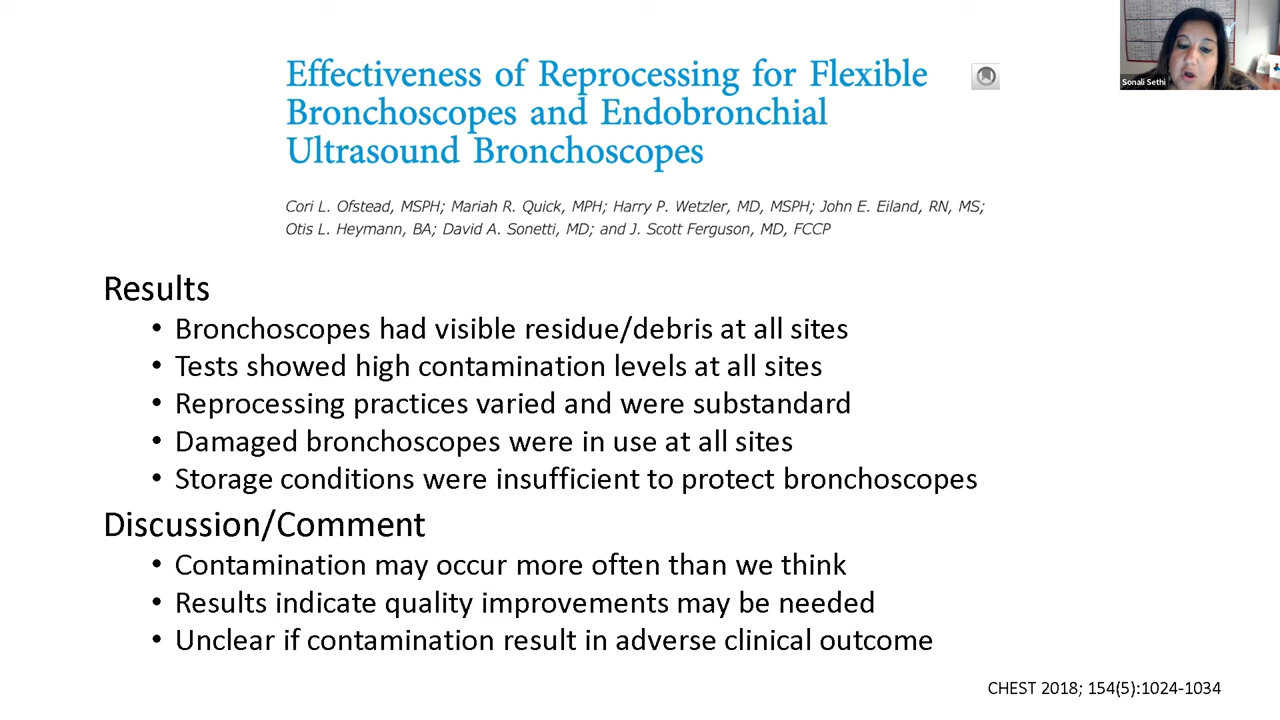 Effectiveness of Reprocessing for Flexible
Bronchoscopes and Endobronchial
Ultrasound Bronchoscopes
Cori L. Ofstead, MSPH; Mariah R. Quick, MPH; Harry P. Wetzler, MD, MSPH; John E. Eiland, RN, MS;
Otis L. Heymann, BA; David A. Sonetti, MD; and J. Scott Ferguson, MD, FCCP
Sonali Sethi
Results
• Bronchoscopes had visible residue/debris at all sites
• Tests showed high contamination levels at all sites
• Reprocessing practices varied and were substandard
• Damaged bronchoscopes were in use at all sites
• Storage conditions were insufficient to protect bronchoscopes
Discussion/Comment
• Contamination may occur more often than we think
• Results indicate quality improvements may be needed
• Unclear if contamination result in adverse clinical outcome
CHEST 2018; 154(5):1024-1034